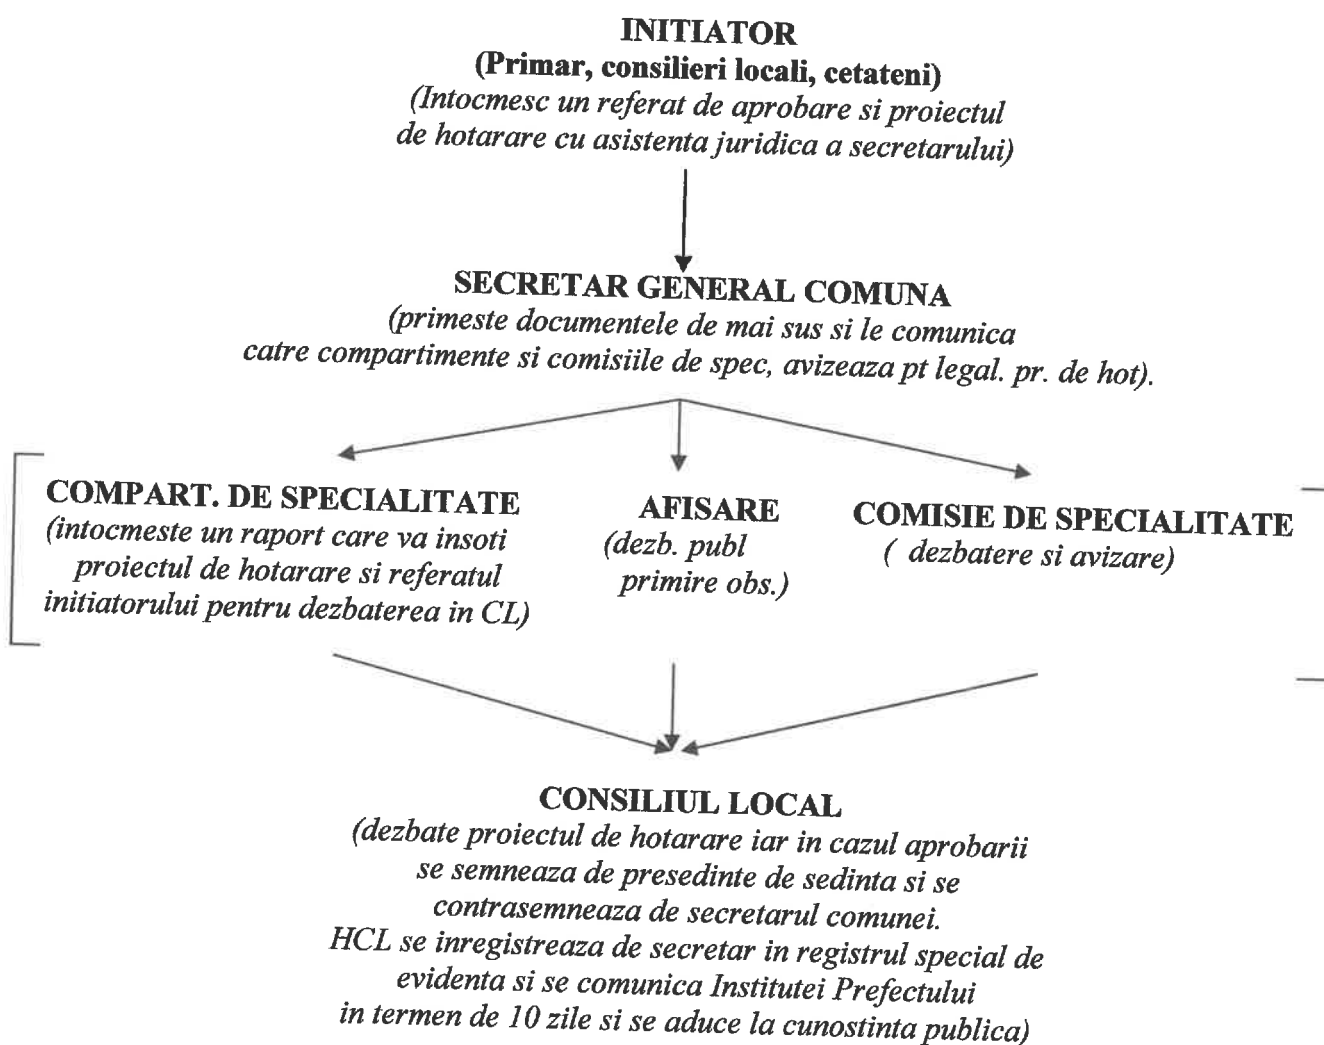 INITIATOR
(Primar, consilieri locali, cetateni)
(Intocmesc un referat de aprobare si proiectul
de hotarare cu asistenta juridica a secretarului)
SECRETAR GENERAL COMUNA
(primeste documentele de mai sus si le comunica
catre compartimente si comisiile de spec, avizeaza pt legal. pr. de hot).
COMPART. DE SPECIALITATE
(intocmeste un raport care va insoti
proiectul de hotarare si referatul
initiatorului pentru dezbaterea in CL)
AFISARE
(dezb. publ
primire obs.)
COMISIE DE SPECIALITATE
( dezbatere si avizare)
CONSILIUL LOCAL
(dezbate proiectul de hotarare iar in cazul aprobarii
se semneaza de presedinte de sedinta si se
contrasemneaza de secretarul comunei.
HCL se inregistreaza de secretar in registrul special de
evidenta si se comunica Institutei Prefectului
in termen de 10 zile si se aduce la cunostinta publica)